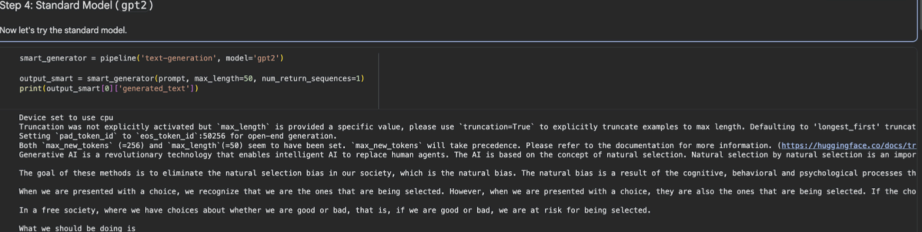 Step 4: Standard Model (gpt2)
Now let's try the standard model.
smart_generator = pipeline('text-generation', model='gpt2')
output_smart = smart_generator(prompt, max_length=50, num_return_sequences=1)
print(output_smart[0]['generated_text'])
Device set to use cpu
Truncation was not explicitly activated but `max_length` is provided a specific value, please use `truncation=True` to explicitly truncate examples to max length. Defaulting to 'longest_first' truncat
Setting `pad_token_id` to `eos_token_id`:50256 for open-end generation.
Both `max_new_tokens` (=256) and `max_length`(=50) seem to have been set. `max_new_tokens` will take precedence. Please refer to the documentation for more information. (https://huggingface.co/docs/tr
Generative AI is a revolutionary technology that enables intelligent AI to replace human agents. The AI is based on the concept of natural selection. Natural selection by natural selection is an impor
The goal of these methods is to eliminate the natural selection bias in our society, which is the natural bias. The natural bias is a result of the cognitive, behavioral and psychological processes th
When we are presented with a choice, we recognize that we are the ones that are being selected. However, when we are presented with a choice, they are also the ones that are being selected. If the cho
In a free society, where we have choices about whether we are good or bad, that is, if we are good or bad, we are at risk for being selected.
What we should be doing is